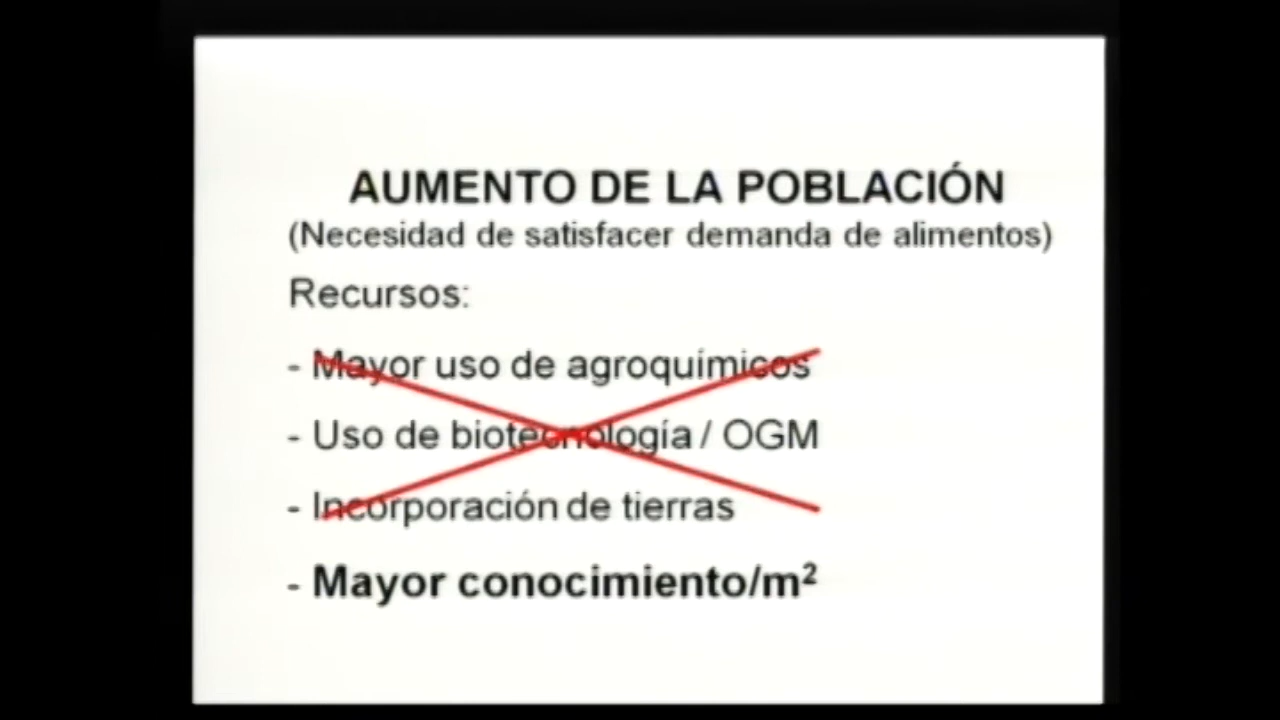 AUMENTO DE LA POBLACIÓN
(Necesidad de satisfacer demanda de alimentos)
Recursos:
- Mayor uso de agroquímicos
- Uso de biotecnología / OGM
- Incorporación de tierras
- Mayor conocimiento/m²